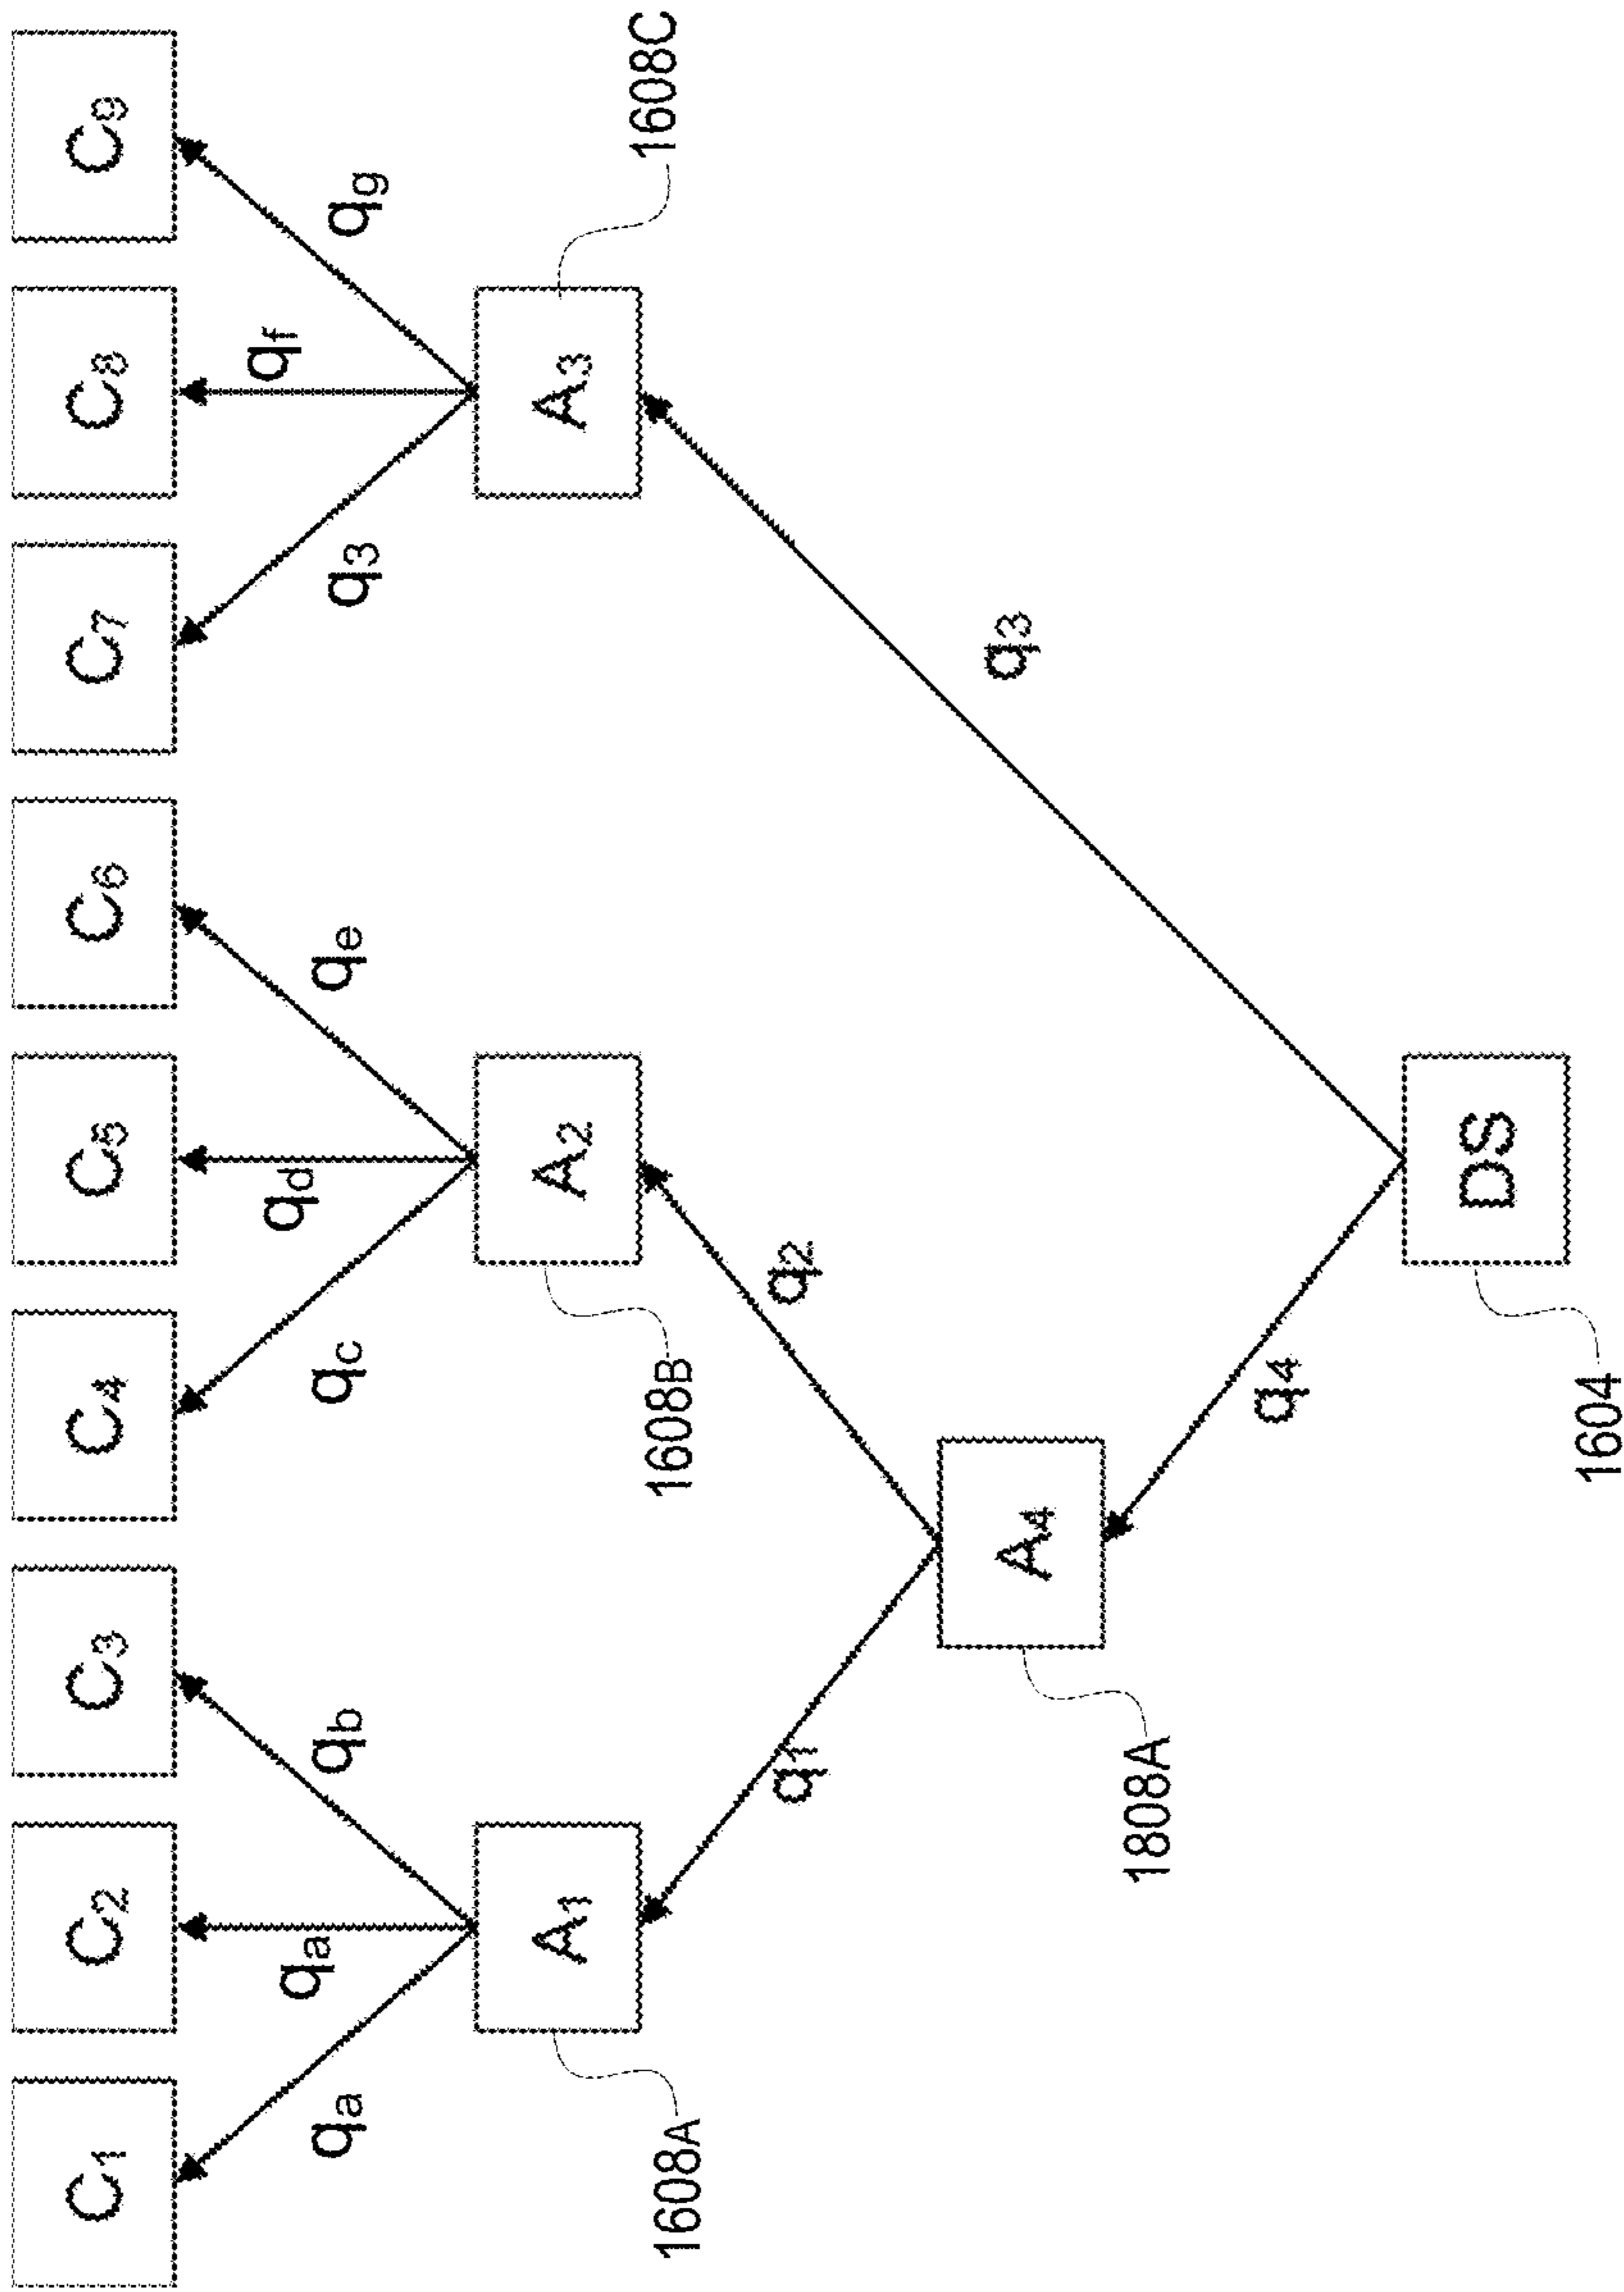 C1
C2
C3
C4
C5
C6
C7
C8
C9
qa
qa
qb
qc
qd
qe
q3
qf
qg
A1
A2
A3
1608A
1608B
1608C
q1
q2
q3
A4
1808A
q4
DS
1604